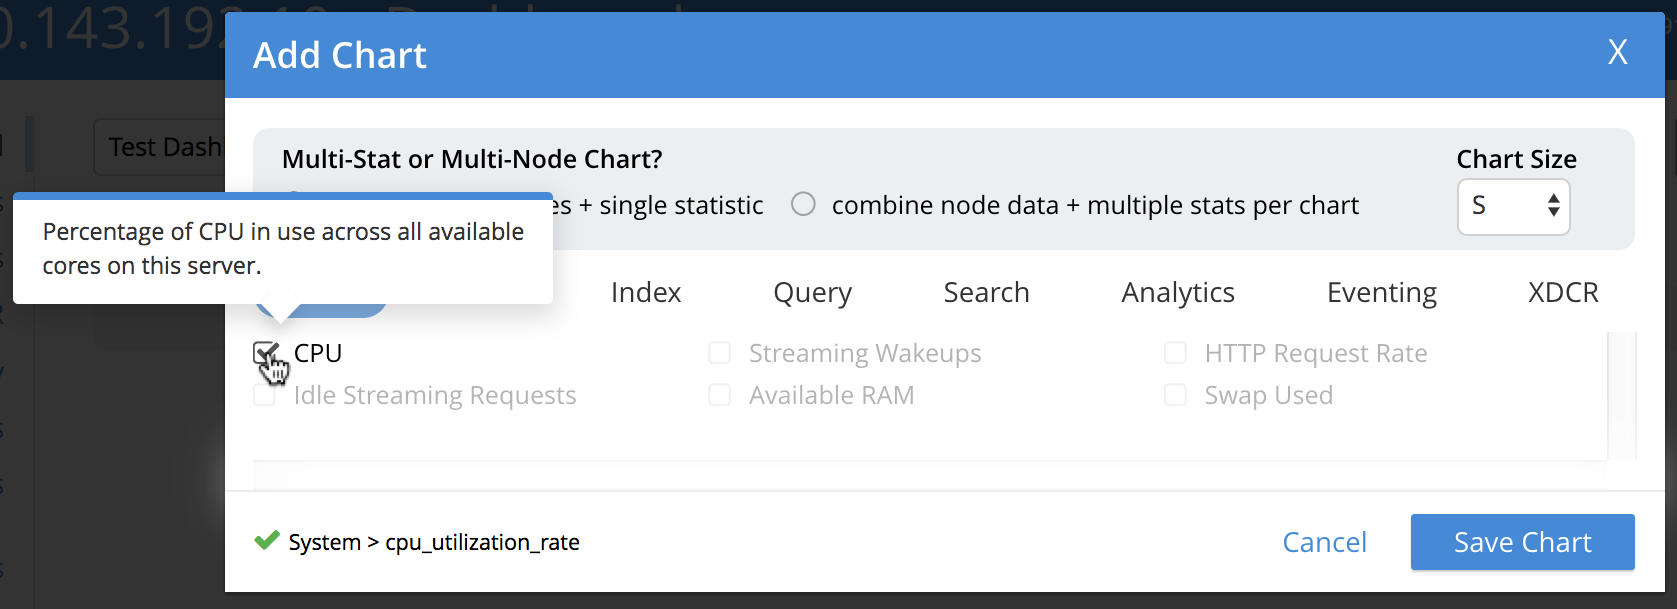 0.143.192.10 - Dashboard
Add Chart
X
Test Dash
Multi-Stat or Multi-Node Chart?
Chart Size
es + single statistic
combine node data + multiple stats per chart
S
Percentage of CPU in use across all available
cores on this server.
Index
Query
Search
Analytics
Eventing
XDCR
CPU
Streaming Wakeups
HTTP Request Rate
Idle Streaming Requests
Available RAM
Swap Used
System > cpu_utilization_rate
Cancel
Save Chart